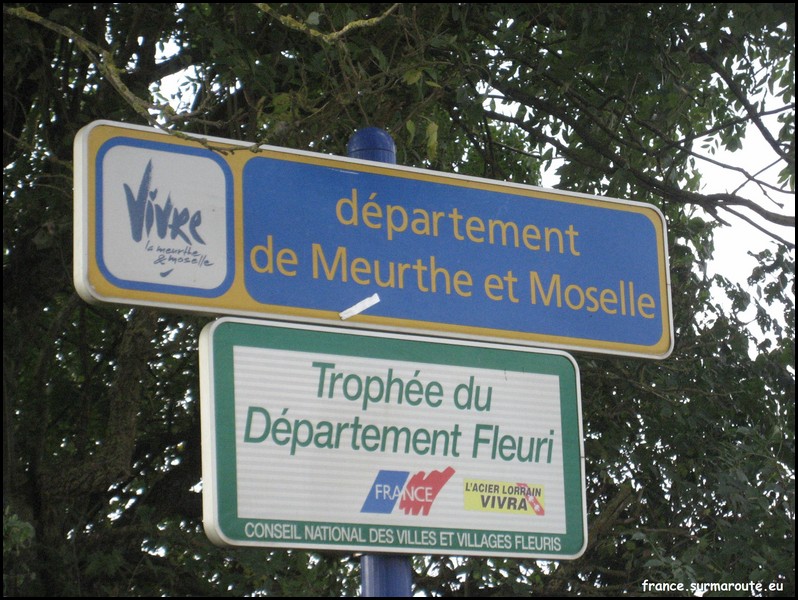 Vivre
la meurthe
& moselle
département
de Meurthe et Moselle
Trophée du
Département Fleuri
FRANCE
L'ACIER LORRAIN
VIVRA
CONSEIL NATIONAL DES VILLES ET VILLAGES FLEURIS
france.surmaroute.eu